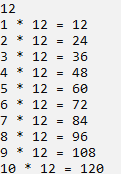 12
1 * 12 = 12
2 * 12 = 24
3 * 12 = 36
4 * 12 = 48
5 * 12 = 60
6 * 12 = 72
7 * 12 = 84
8 * 12 = 96
9 * 12 = 108
10 * 12 = 120